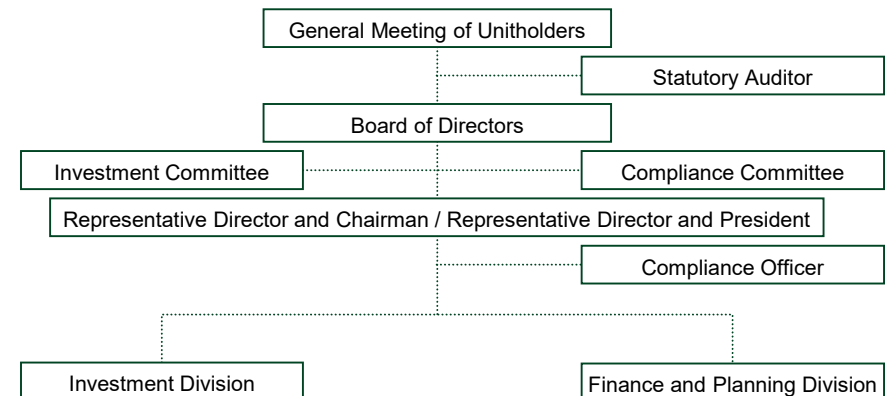 General Meeting of Unitholders
Statutory Auditor
Board of Directors
Investment Committee
Compliance Committee
Representative Director and Chairman / Representative Director and President
Compliance Officer
Investment Division
Finance and Planning Division